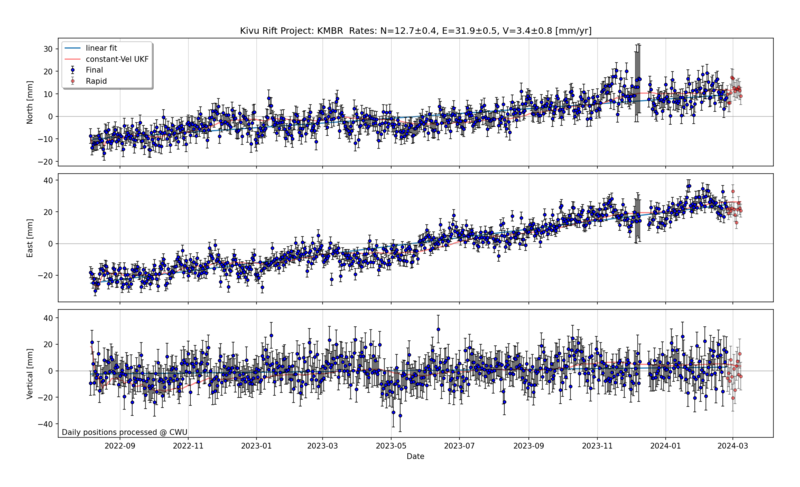 Kivu Rift Project: KMBR  Rates: N=12.7±0.4, E=31.9±0.5, V=3.4±0.8 [mm/yr]
linear fit
constant-Vel UKF
Final
Rapid
North [mm]
30
20
10
0
−10
−20
East [mm]
40
20
0
−20
Vertical [mm]
40
20
0
−20
−40
Daily positions processed @ CWU
2022-09 2022-11 2023-01 2023-03 2023-05 2023-07 2023-09 2023-11 2024-01 2024-03
Date